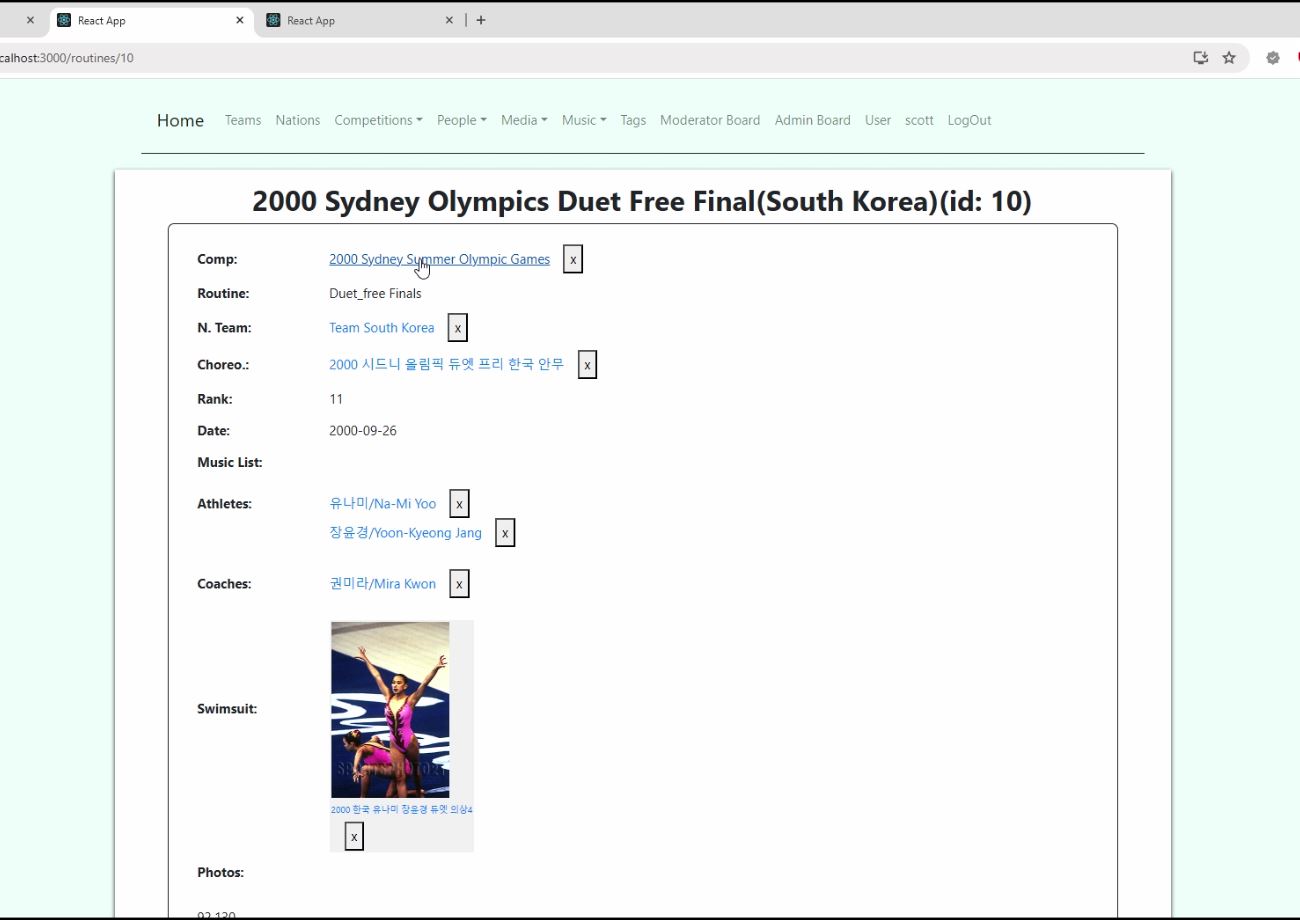 React App
React App
calhost:3000/routines/10
Home Teams Nations Competitions People Media Music Tags Moderator Board Admin Board User scott LogOut
2000 Sydney Olympics Duet Free Final(South Korea)(id: 10)
Comp: 2000 Sydney Summer Olympic Games x
Routine: Duet_free Finals
N. Team: Team South Korea x
Choreo.: 2000 시드니 올림픽 듀엣 프리 한국 안무 x
Rank: 11
Date: 2000-09-26
Music List:
Athletes: 유나미/Na-Mi Yoo x
장윤경/Yoon-Kyeong Jang x
Coaches: 권미라/Mira Kwon x
Swimsuit:
2000 한국 유나미 장윤경 듀엣 의상4
x
Photos:
92.130